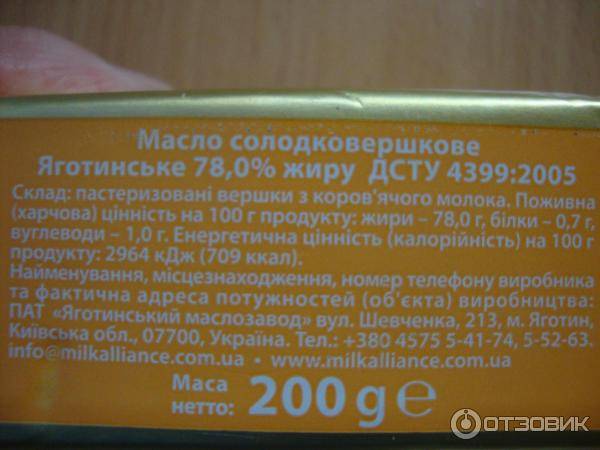 Масло солодковершкове
Яготинське 78,0% жиру ДСТУ 4399:2005
Склад: пастеризовані вершки з коров'ячого молока. Поживна
(харчова) цінність на 100 г продукту: жири – 78,0 г, білки – 0,7 г,
вуглеводи – 1,0 г. Енергетична цінність (калорійність) на 100 г
продукту: 2964 кДж (709 ккал).
Найменування, місцезнаходження, номер телефону виробника
та фактична адреса потужностей (об'єкта) виробництва:
ПАТ «Яготинський маслозавод» вул. Шевченка, 213, м. Яготин,
Київська обл., 07700, Україна. Тел.: +380 4575 5-41-74, 5-52-63.
info@milkalliance.com.ua • www.milkalliance.com.ua
Маса
нетто: 200 g ℮
ОТЗОВИК